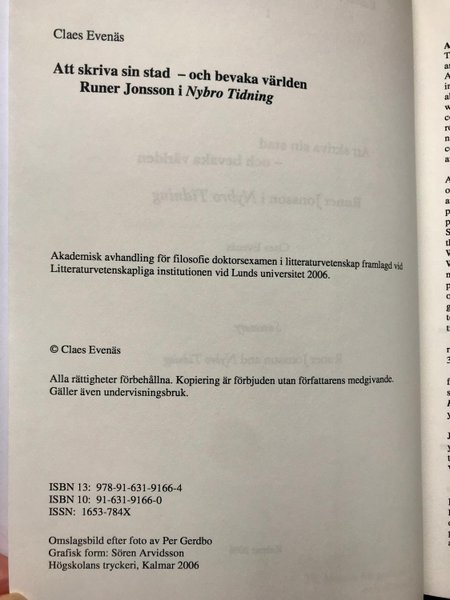 Claes Evenäs
Att skriva sin stad – och bevaka världen
Runer Jonsson i Nybro Tidning
Akademisk avhandling för filosofie doktorsexamen i litteraturvetenskap framlagd vid
Litteraturvetenskapliga institutionen vid Lunds universitet 2006.
© Claes Evenäs
Alla rättigheter förbehållna. Kopiering är förbjuden utan författarens medgivande.
Gäller även undervisningsbruk.
ISBN 13: 978-91-631-9166-4
ISBN 10: 91-631-9166-0
ISSN: 1653-784X
Omslagsbild efter foto av Per Gerdbo
Grafisk form: Sören Arvidsson
Högskolans tryckeri, Kalmar 2006